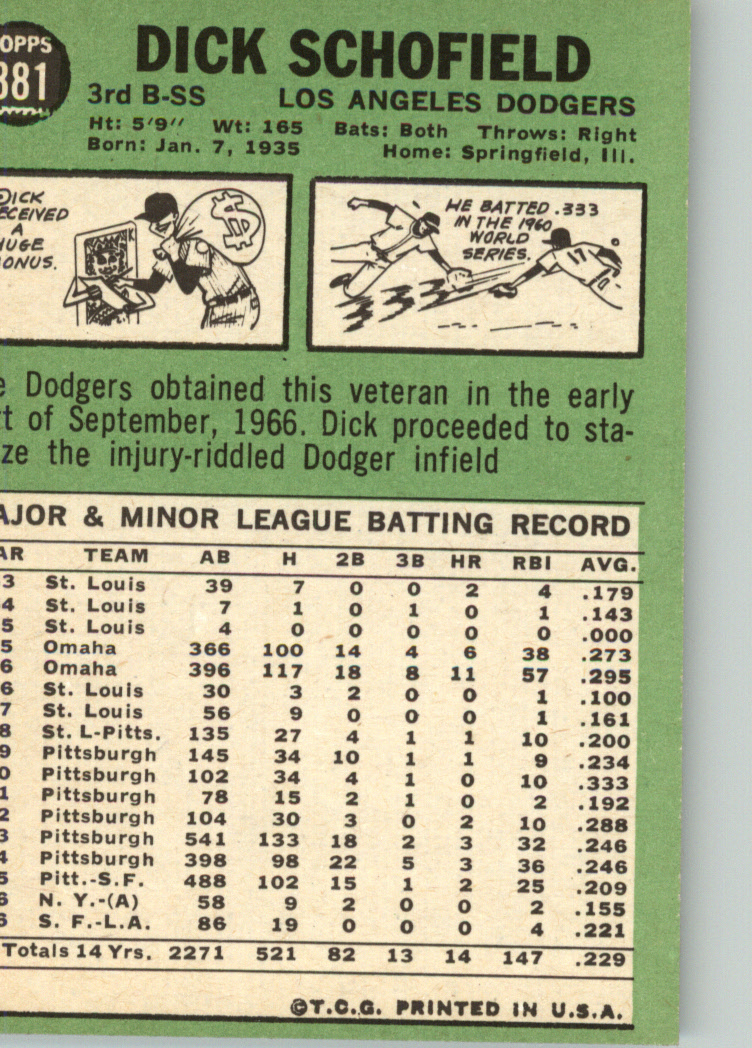 OPPS
381
DICK SCHOFIELD
3rd B-SS LOS ANGELES DODGERS
Ht: 5'9" Wt: 165 Bats: Both Throws: Right
Born: Jan. 7, 1935 Home: Springfield, Ill.
DICK
ECEIVED
A
HUGE
ONUS.
K
$
HE BATTED .333
IN THE 1960
WORLD
SERIES.
17
e Dodgers obtained this veteran in the early
rt of September, 1966. Dick proceeded to sta-
ze the injury-riddled Dodger infield
AJOR & MINOR LEAGUE BATTING RECORD
AR TEAM AB H 2B 3B HR RBI AVG.
3 St. Louis 39 7 0 0 2 4 .179
4 St. Louis 7 1 0 1 0 1 .143
5 St. Louis 4 0 0 0 0 0 .000
5 Omaha 366 100 14 4 6 38 .273
6 Omaha 396 117 18 8 11 57 .295
6 St. Louis 30 3 2 0 0 1 .100
7 St. Louis 56 9 0 0 0 1 .161
8 St. L-Pitts. 135 27 4 1 1 10 .200
9 Pittsburgh 145 34 10 1 1 9 .234
0 Pittsburgh 102 34 4 1 0 10 .333
1 Pittsburgh 78 15 2 1 0 2 .192
2 Pittsburgh 104 30 3 0 2 10 .288
3 Pittsburgh 541 133 18 2 3 32 .246
4 Pittsburgh 398 98 22 5 3 36 .246
5 Pitt.-S.F. 488 102 15 1 2 25 .209
6 N. Y.-(A) 58 9 2 0 0 2 .155
6 S. F.-L.A. 86 19 0 0 0 4 .221
Totals 14 Yrs. 2271 521 82 13 14 147 .229
©T.C.G. PRINTED IN U.S.A.